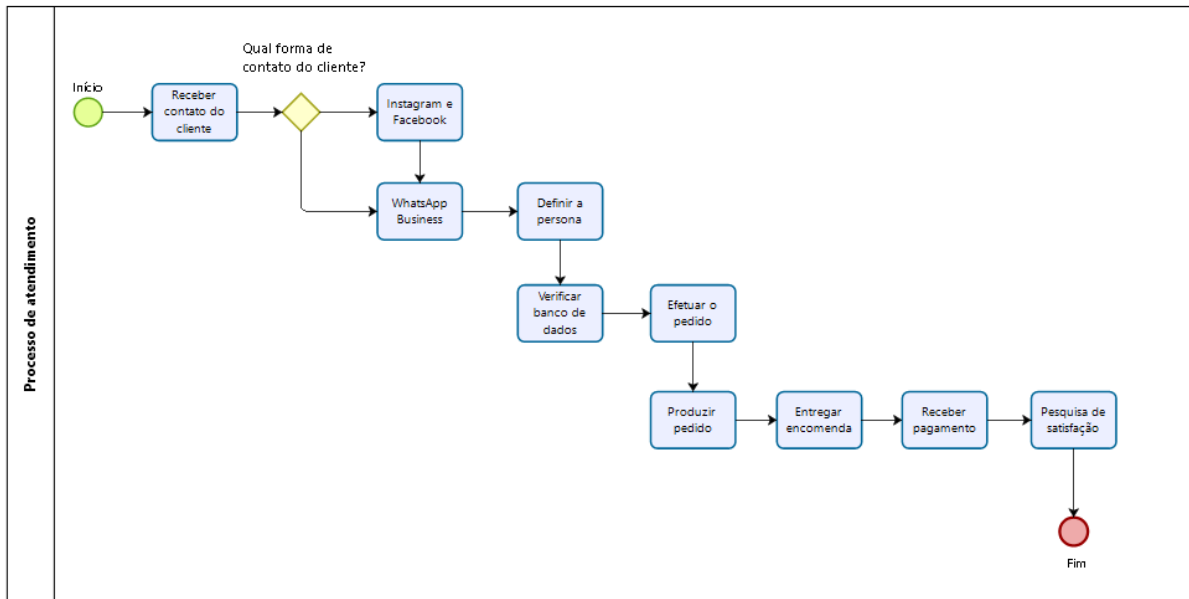 Processo de atendimento
Qual forma de
contato do cliente?
Início
Receber
contato do
cliente
Instagram e
Facebook
WhatsApp
Business
Definir a
persona
Verificar
banco de
dados
Efetuar o
pedido
Produzir
pedido
Entregar
encomenda
Receber
pagamento
Pesquisa de
satisfação
Fim